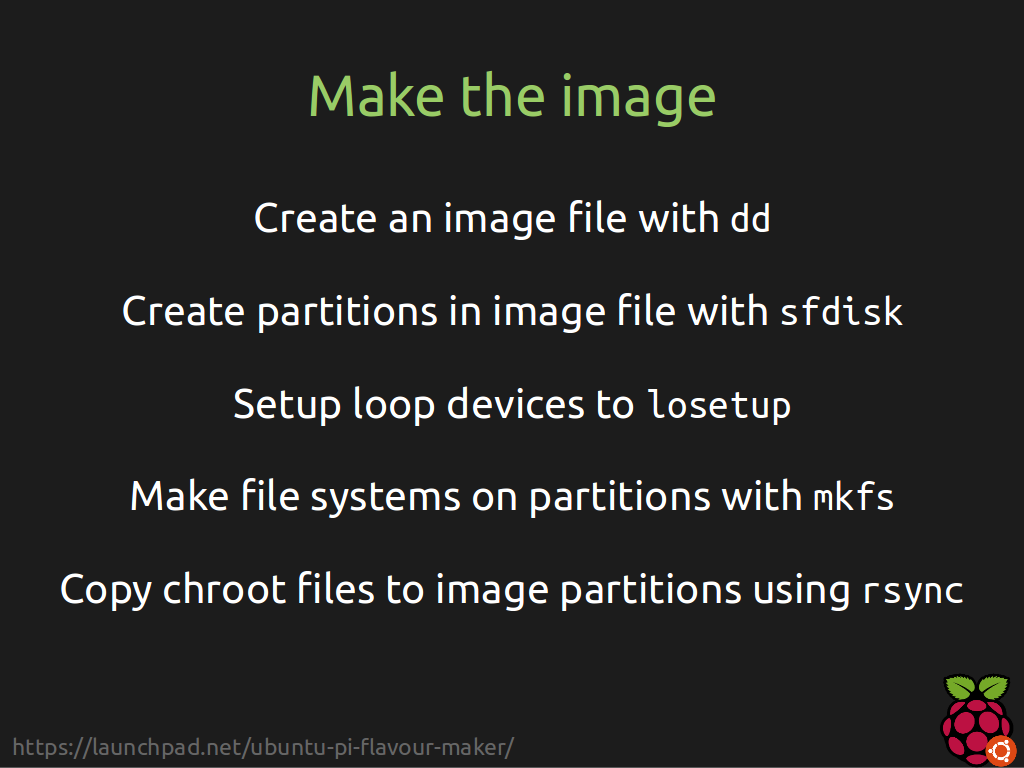 Make the image
Create an image file with dd
Create partitions in image file with sfdisk
Setup loop devices to losetup
Make file systems on partitions with mkfs
Copy chroot files to image partitions using rsync
https://launchpad.net/ubuntu-pi-flavour-maker/